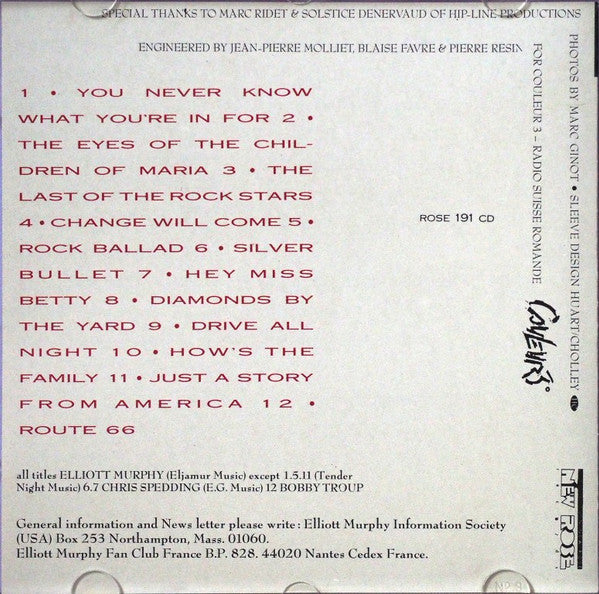 SPECIAL THANKS TO MARC RIDET & SOLSTICE DENERVAUD OF HIP-LINE PRODUCTIONS
ENGINEERED BY JEAN-PIERRE MOLLIET, BLAISE FAVRE & PIERRE RESIN
FOR COULEUR 3 – RADIO SUISSE ROMANDE
PHOTOS BY MARC GINOT • SLEEVE DESIGN HUART/CHOLLEY
1 • YOU NEVER KNOW
WHAT YOU'RE IN FOR 2 •
THE EYES OF THE CHIL-
DREN OF MARIA 3 • THE
LAST OF THE ROCK STARS
4 • CHANGE WILL COME 5 •
ROCK BALLAD 6 • SILVER
BULLET 7 • HEY MISS
BETTY 8 • DIAMONDS BY
THE YARD 9 • DRIVE ALL
NIGHT 10 • HOW'S THE
FAMILY 11 • JUST A STORY
FROM AMERICA 12 •
ROUTE 66
ROSE 191 CD
COULEUR3
all titles ELLIOTT MURPHY (Eljamur Music) except 1.5.11 (Tender
Night Music) 6.7 CHRIS SPEDDING (E.G. Music) 12 BOBBY TROUP
General information and News letter please write : Elliott Murphy Information Society
(USA) Box 253 Northampton, Mass. 01060.
Elliott Murphy Fan Club France B.P. 828. 44020 Nantes Cedex France.
NEW ROSE